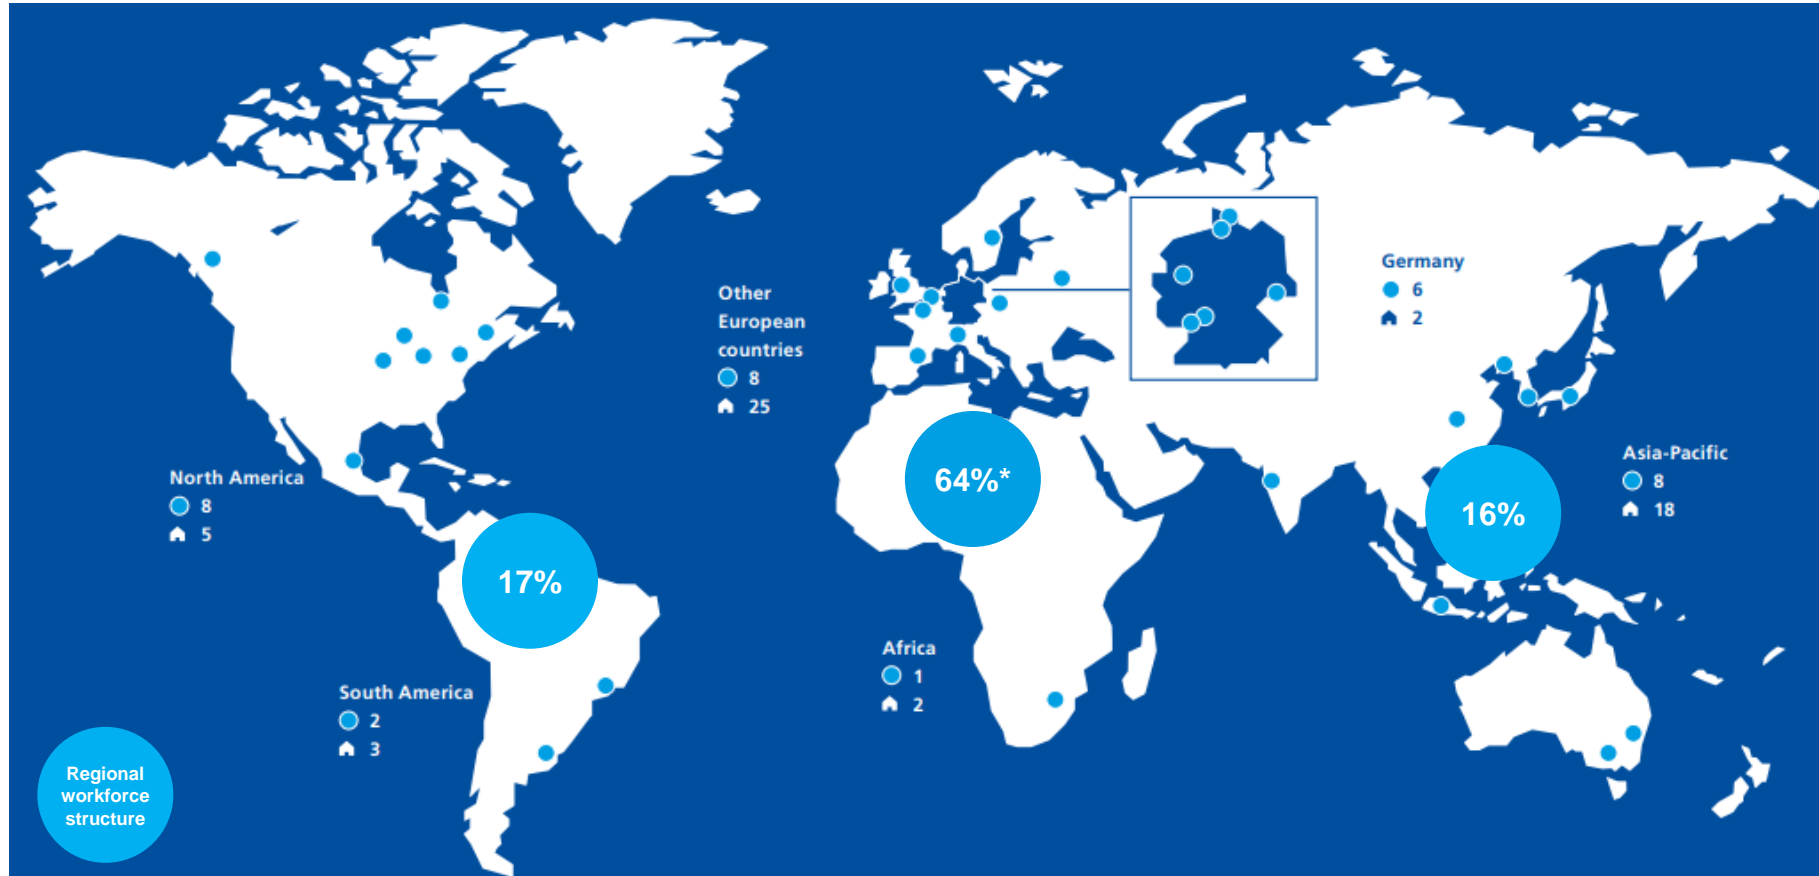 North America
8
5
South America
2
3
Regional
workforce
structure
17%
Other
European
countries
8
25
64%*
Africa
1
2
Germany
6
2
Asia-Pacific
8
18
16%